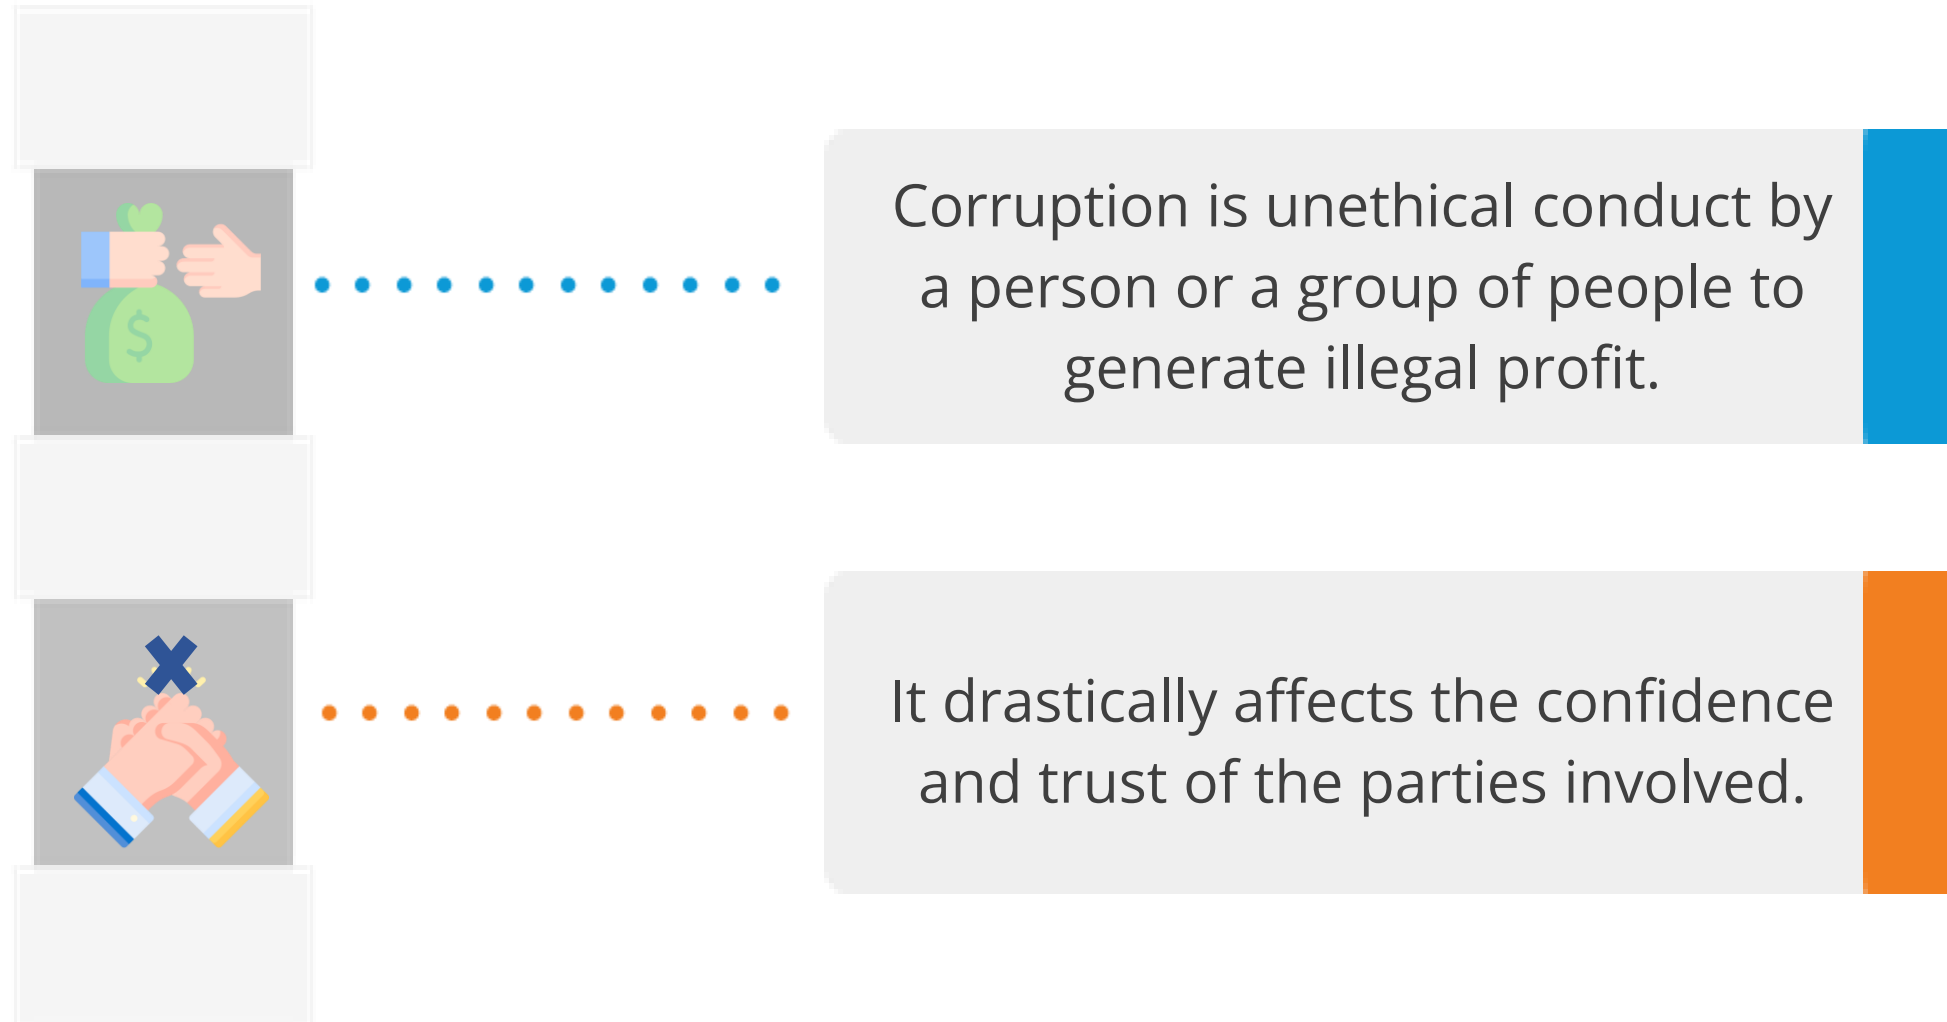 Corruption is unethical conduct by
a person or a group of people to
generate illegal profit.
$
It drastically affects the confidence
and trust of the parties involved.